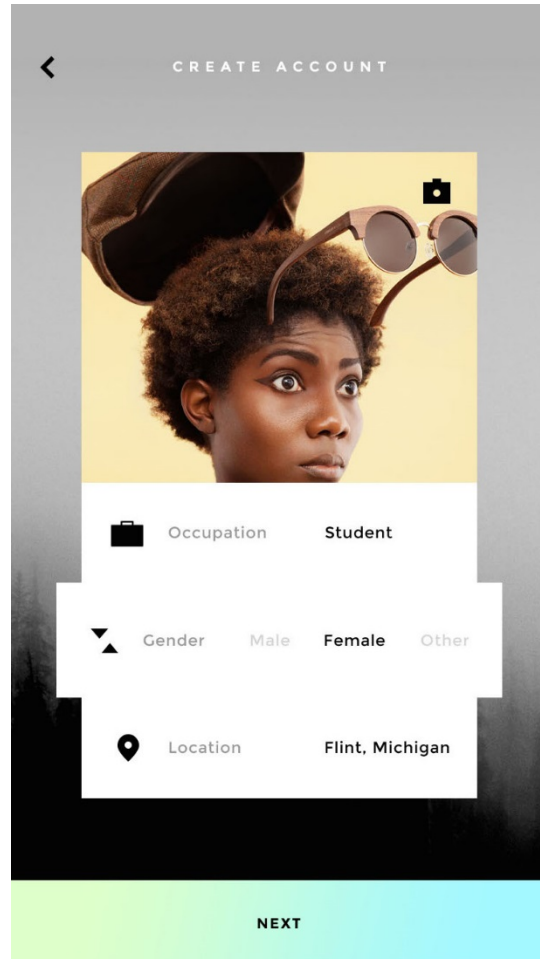 CREATE ACCOUNT
Occupation Student
Gender Male Female Other
Location Flint, Michigan
NEXT